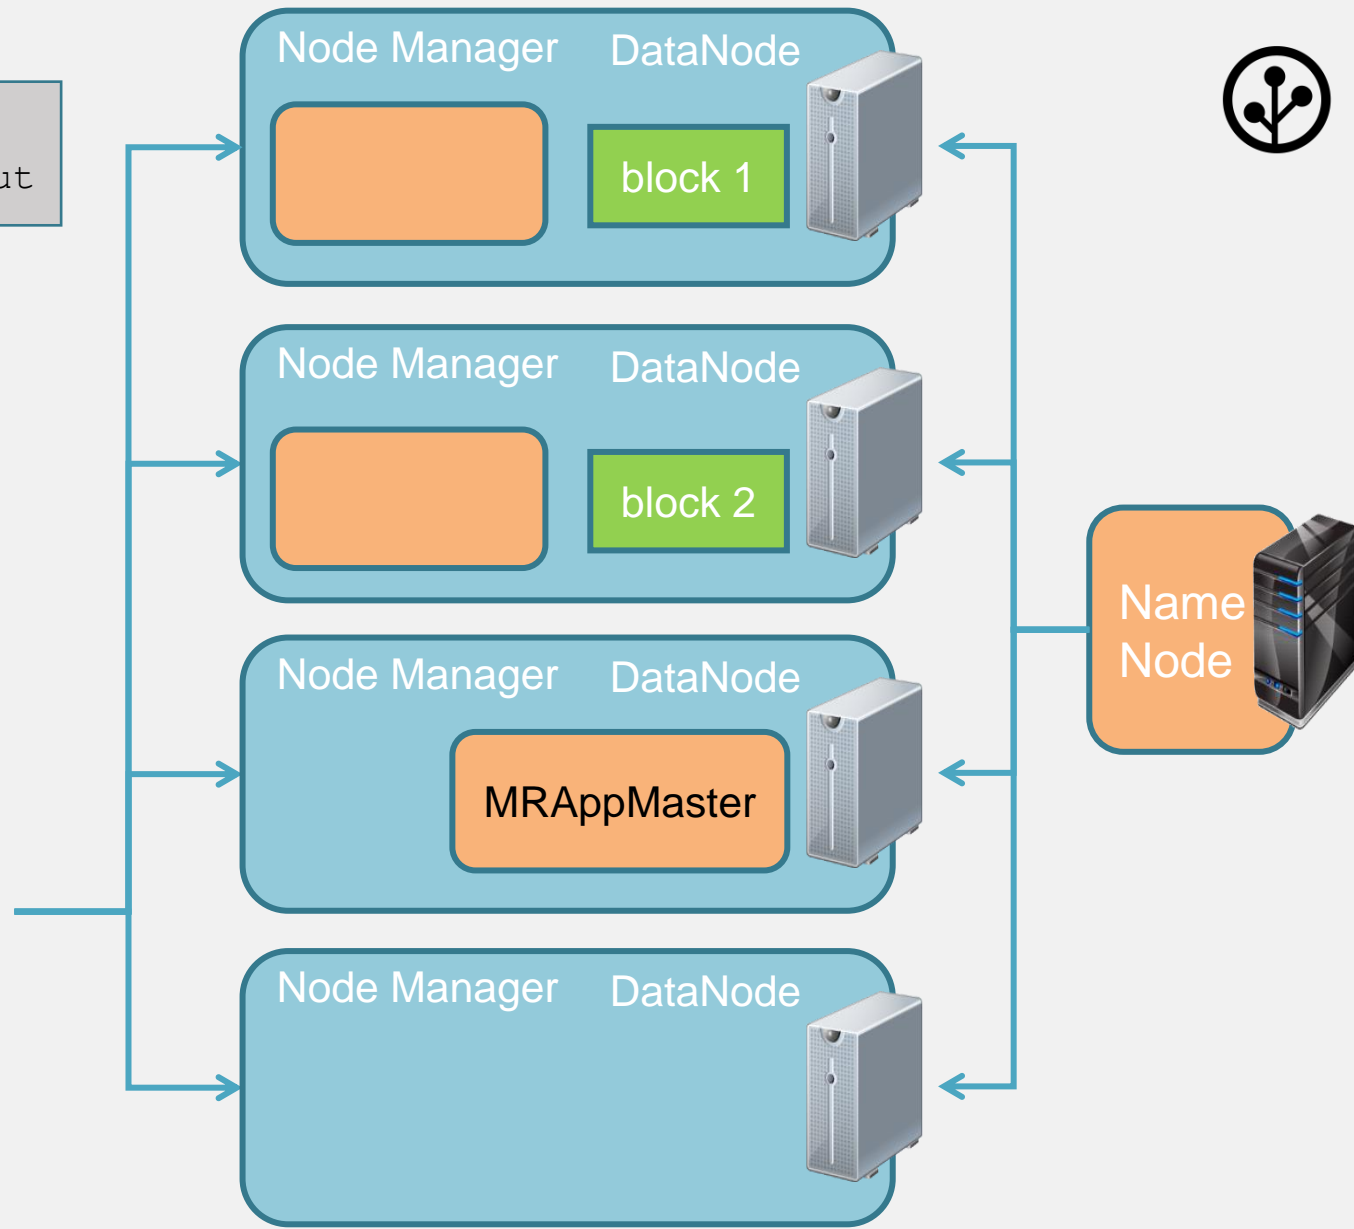 Node Manager DataNode
block 1
Node Manager DataNode
block 2
Node Manager DataNode
MRAppMaster
Node Manager DataNode
Name
Node